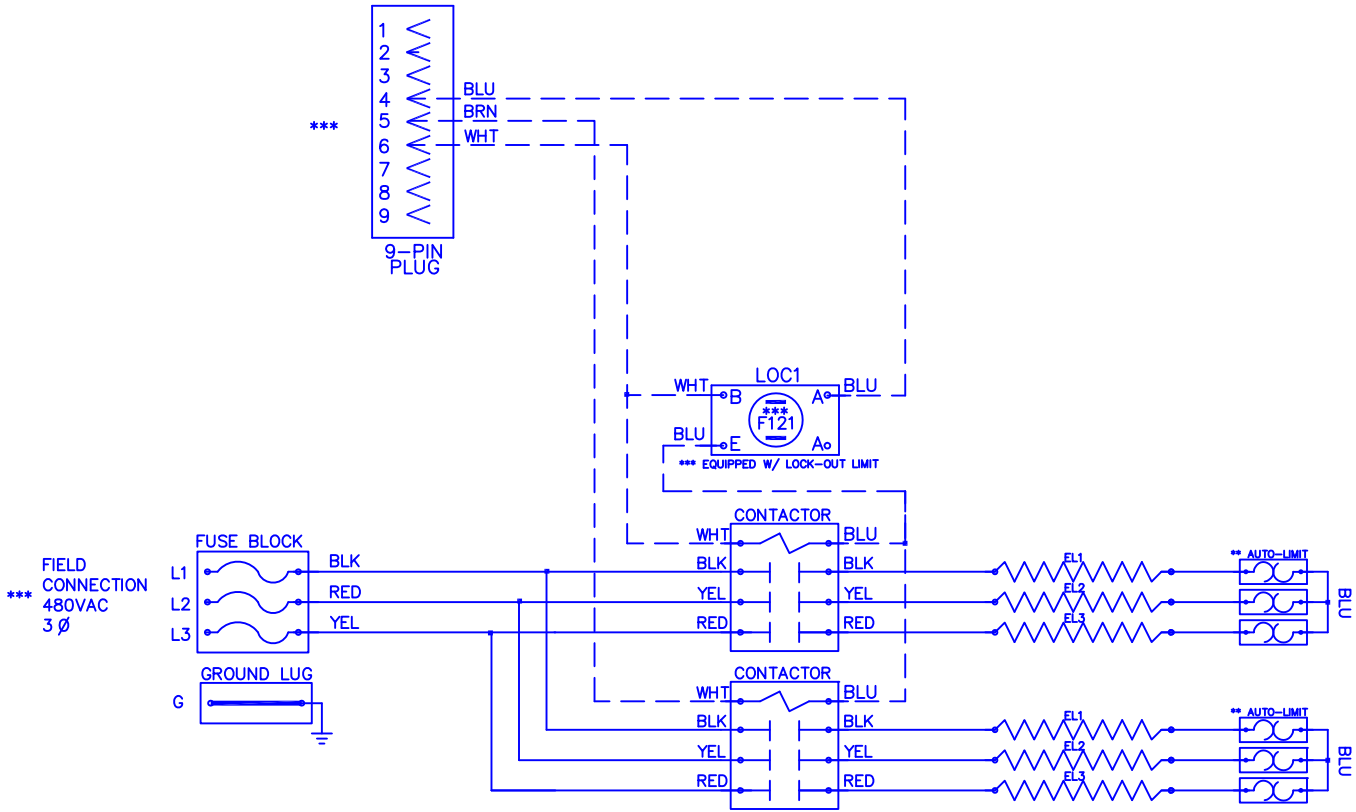 1
2
3
4
5
6
7
8
9
BLU
BRN
WHT
***
9-PIN
PLUG
LOC1
WHT
B
A
BLU
***
F121
BLU
E
A
*** EQUIPPED W/ LOCK-OUT LIMIT
CONTACTOR
WHT
BLU
FUSE BLOCK
FIELD
CONNECTION
*** 480VAC
3 Ø
L1
BLK
BLK
BLK
EL1
** AUTO-LIMIT
L2
RED
YEL
YEL
EL2
BLU
L3
YEL
RED
RED
EL3
GROUND LUG
G
CONTACTOR
WHT
BLU
BLK
BLK
EL1
** AUTO-LIMIT
YEL
YEL
EL2
BLU
RED
RED
EL3